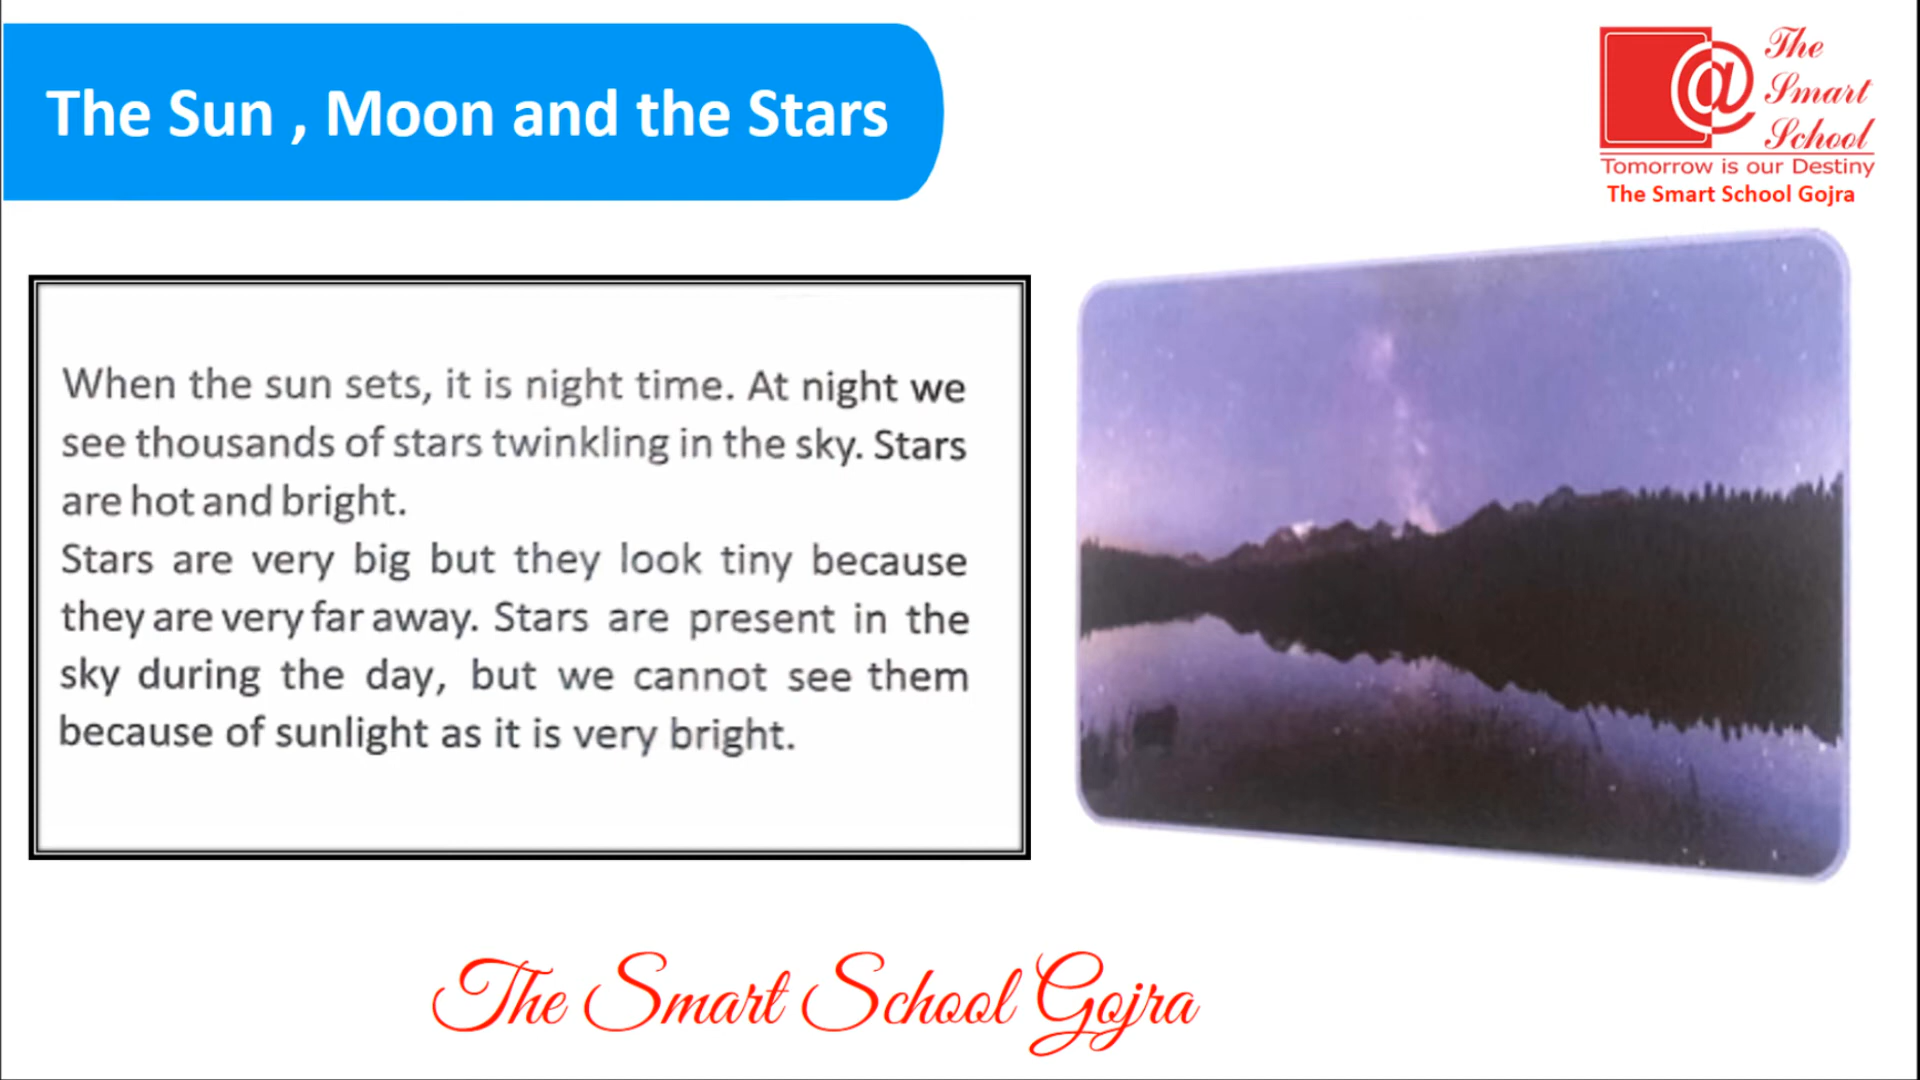 The Sun , Moon and the Stars
The
Smart
School
Tomorrow is our Destiny
The Smart School Gojra
When the sun sets, it is night time. At night we
see thousands of stars twinkling in the sky. Stars
are hot and bright.
Stars are very big but they look tiny because
they are very far away. Stars are present in the
sky during the day, but we cannot see them
because of sunlight as it is very bright.
The Smart School Gojra